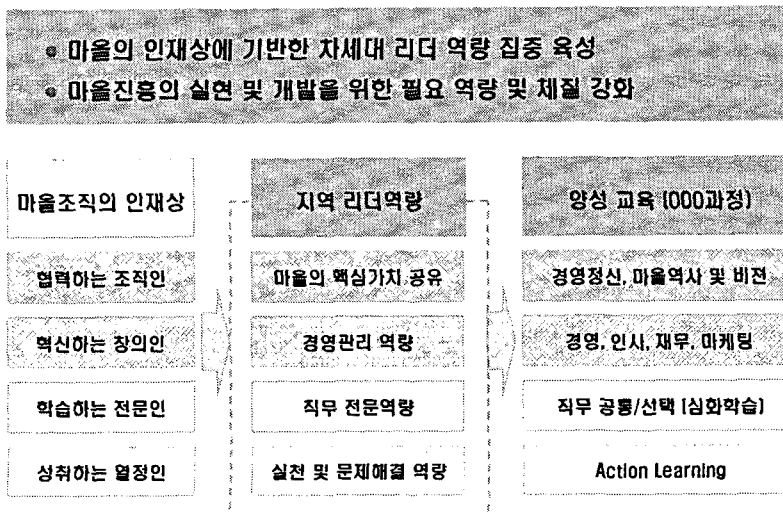 • 마을의 인재상에 기반한 차세대 리더 역량 집중 육성
• 마을진흥의 실현 및 개발을 위한 필요 역량 및 체질 강화
마을조직의 인재상
지역 리더역량
양성 교육 (000과정)
협력하는 조직인
마을의 핵심가치 공유
경영정신, 마을역사 및 비전
혁신하는 창의인
경영관리 역량
경영, 인사, 재무, 마케팅
학습하는 전문인
직무 전문역량
직무 공통/선택 (심화학습)
성취하는 열정인
실천 및 문제해결 역량
Action Learning